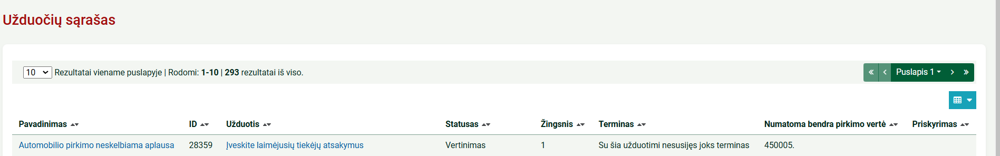 Užduočių sąrašas
10 Rezultatai viename puslapyje | Rodomi: 1-10 | 293 rezultatai iš viso.
« ‹ Puslapis 1 › »
Pavadinimas ID Užduotis Statusas Žingsnis Terminas Numatoma bendra pirkimo vertė Priskyrimas
Automobilio pirkimo neskelbiama aplausa 28359 Įveskite laimėjusių tiekėjų atsakymus Vertinimas 1 Su šia užduotimi nesusijęs joks terminas 450005.